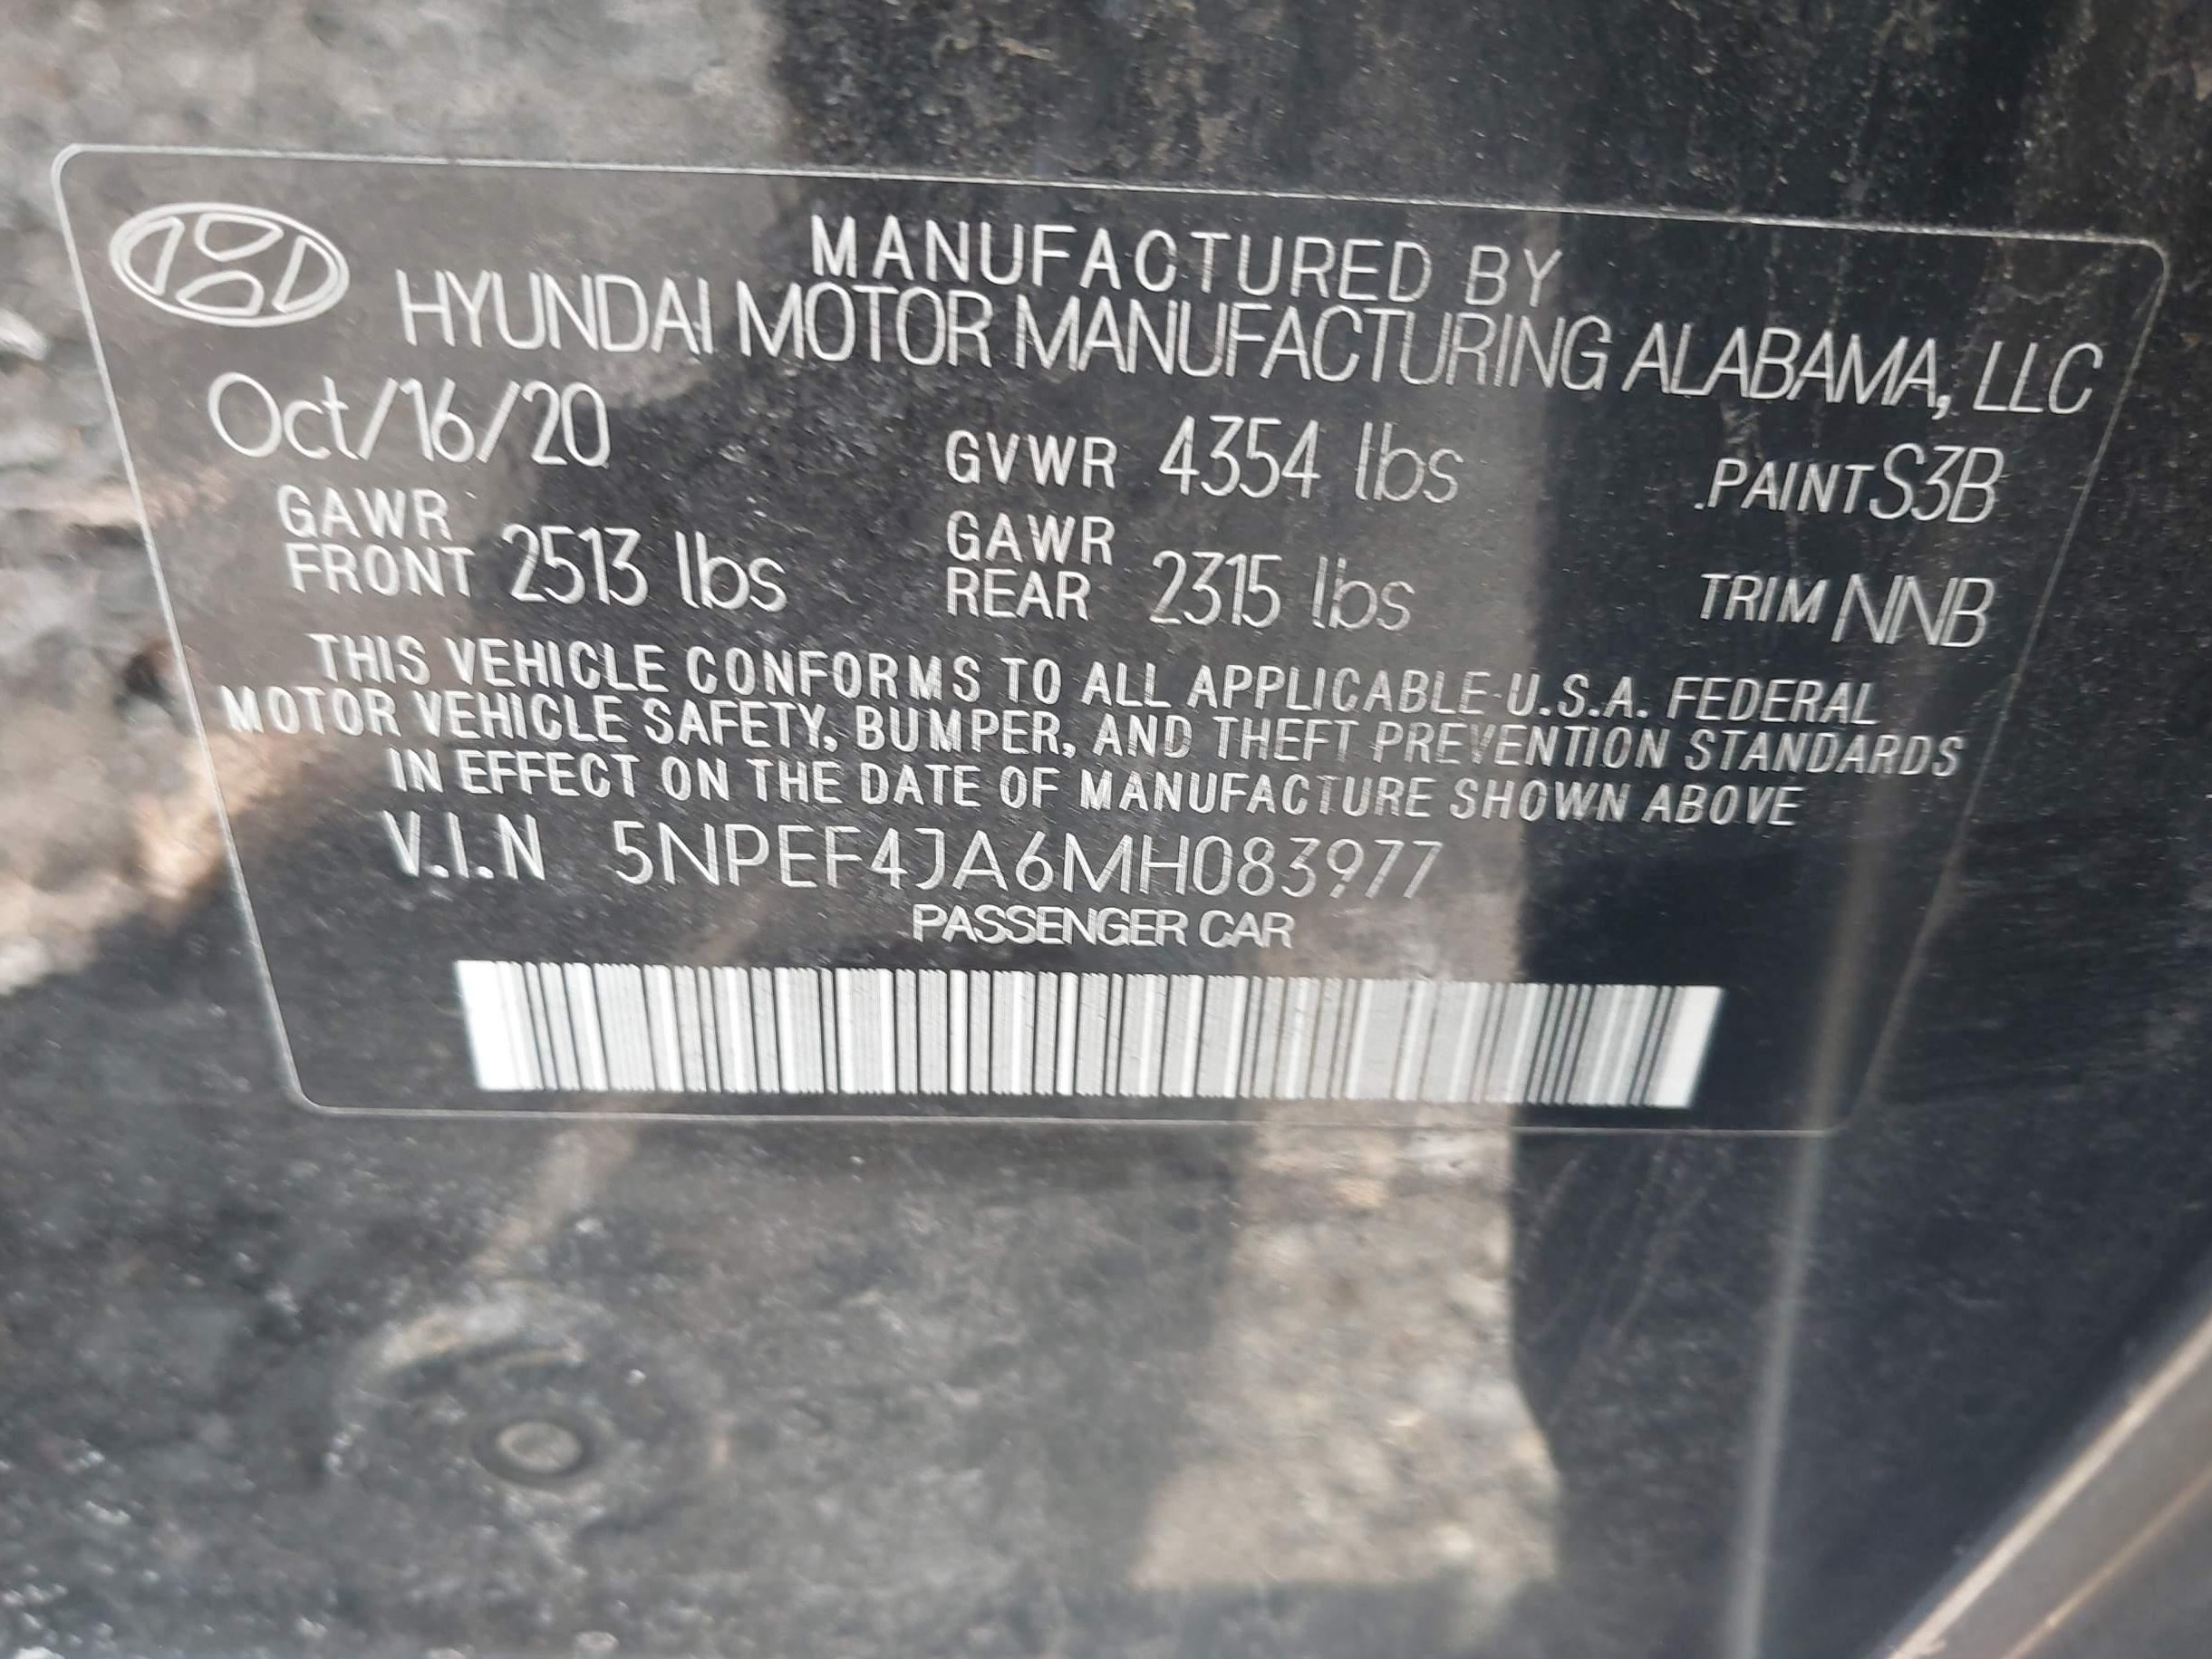 MANUFACTURED BY
HYUNDAI MOTOR MANUFACTURING ALABAMA, LLC
Oct/16/20 GVWR 4354 lbs PAINT S3B
GAWR FRONT 2513 lbs GAWR REAR 2315 lbs TRIM NNB
THIS VEHICLE CONFORMS TO ALL APPLICABLE U.S.A. FEDERAL
MOTOR VEHICLE SAFETY, BUMPER, AND THEFT PREVENTION STANDARDS
IN EFFECT ON THE DATE OF MANUFACTURE SHOWN ABOVE
V.I.N 5NPEF4JA6MH083977
PASSENGER CAR